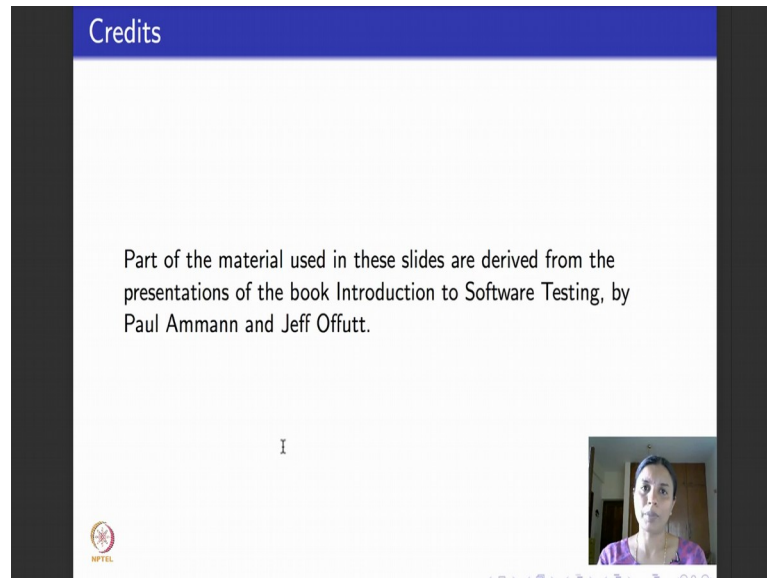 Credits
Part of the material used in these slides are derived from the
presentations of the book Introduction to Software Testing, by
Paul Ammann and Jeff Offutt.
NPTEL